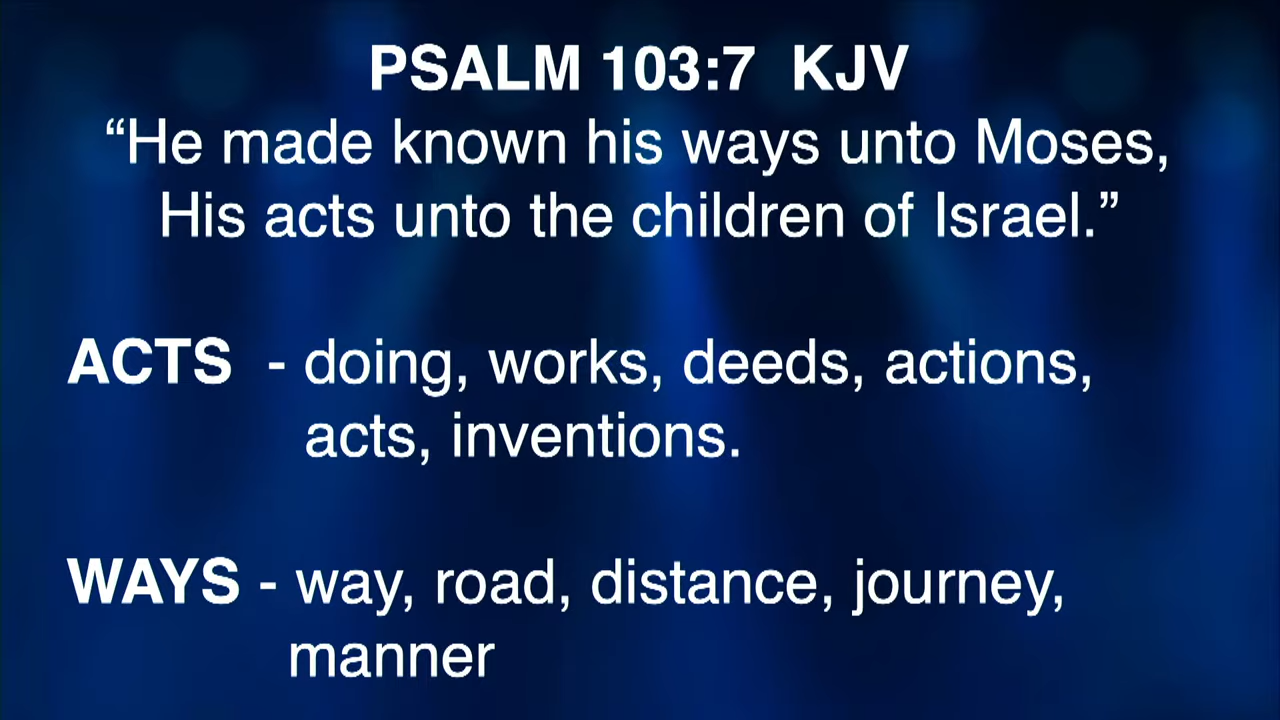 PSALM 103:7  KJV
“He made known his ways unto Moses,
His acts unto the children of Israel.”
ACTS  - doing, works, deeds, actions,
acts, inventions.
WAYS - way, road, distance, journey,
manner